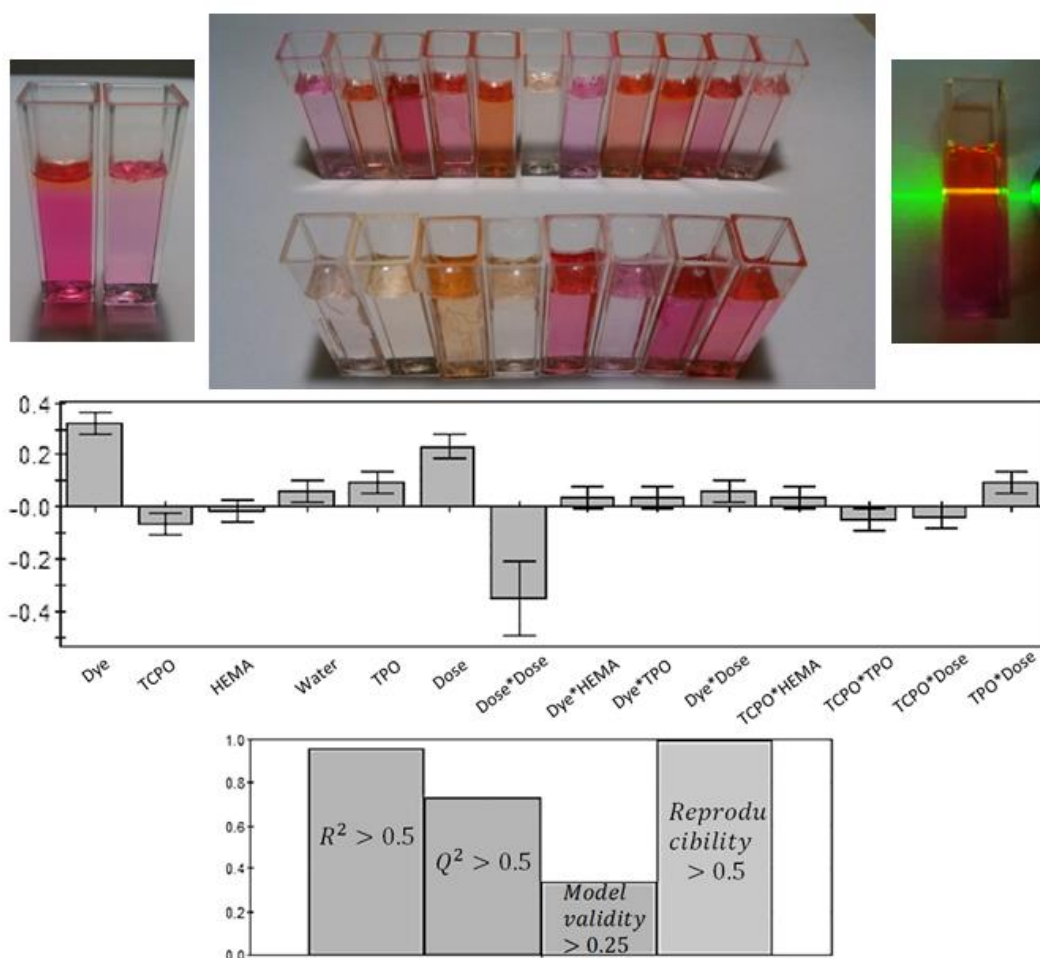 0.4
0.2
-0.0
-0.2
-0.4
Dye TCPO HEMA Water TPO Dose Dose*Dose Dye*HEMA Dye*TPO Dye*Dose TCPO*HEMA TCPO*TPO TCPO*Dose TPO*Dose
1.0
0.8
0.6
0.4
0.2
0.0
R² > 0.5
Q² > 0.5
Model
validity
> 0.25
Reprodu
cibility
> 0.5